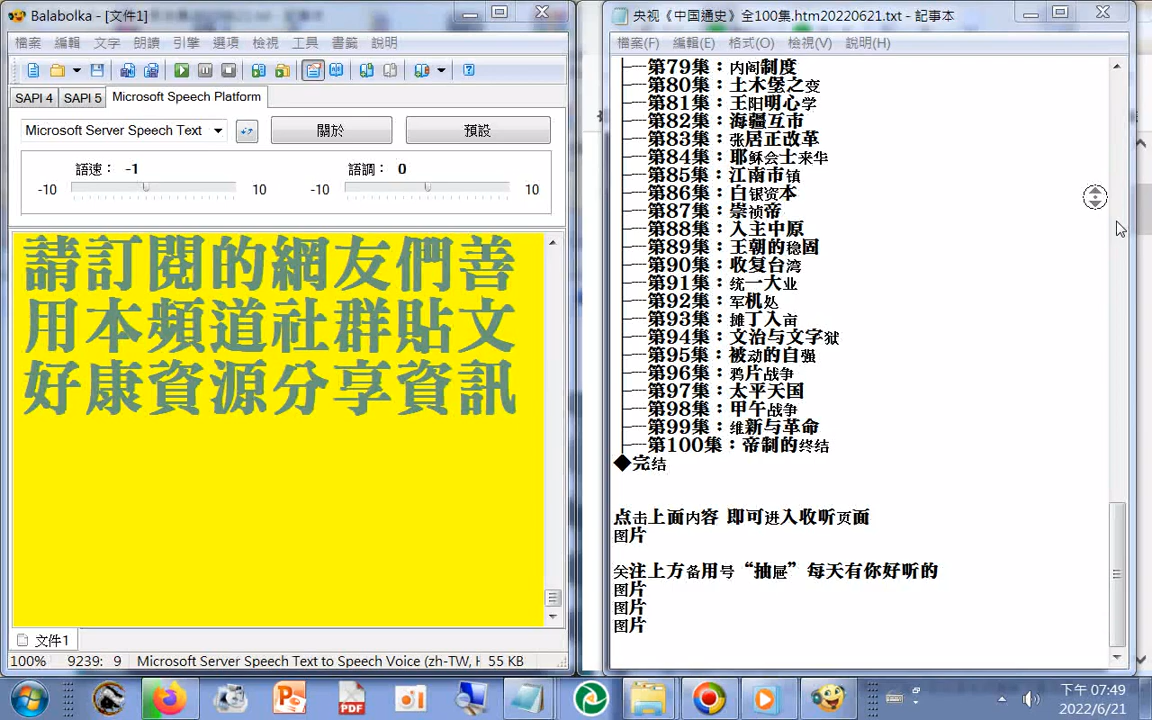 Balabolka - [文件1]
檔案 編輯 文字 朗讀 引擎 選項 檢視 工具 書籤 說明
SAPI 4 SAPI 5 Microsoft Speech Platform
Microsoft Server Speech Text 關於 預設
語速： -1 語調： 0
-10 10 -10 10
請訂閱的網友們善
用本頻道社群貼文
好康資源分享資訊
文件1
100% 9239: 9 Microsoft Server Speech Text to Speech Voice (zh-TW, H 55 KB
央视《中国通史》全100集.htm20220621.txt - 記事本
檔案(F) 編輯(E) 格式(O) 檢視(V) 說明(H)
├──第79集：内阁制度
├──第80集：土木堡之变
├──第81集：王阳明心学
├──第82集：海疆互市
├──第83集：张居正改革
├──第84集：耶稣会士来华
├──第85集：江南市镇
├──第86集：白银资本
├──第87集：崇祯帝
├──第88集：入主中原
├──第89集：王朝的稳固
├──第90集：收复台湾
├──第91集：统一大业
├──第92集：军机处
├──第93集：摊丁入亩
├──第94集：文治与文字狱
├──第95集：被动的自强
├──第96集：鸦片战争
├──第97集：太平天国
├──第98集：甲午战争
├──第99集：维新与革命
├──第100集：帝制的终结
◆完结
点击上面内容 即可进入收听页面
图片
关注上方备用号“抽屉”每天有你好听的
图片
图片
图片
PDF
下午 07:49
2022/6/21